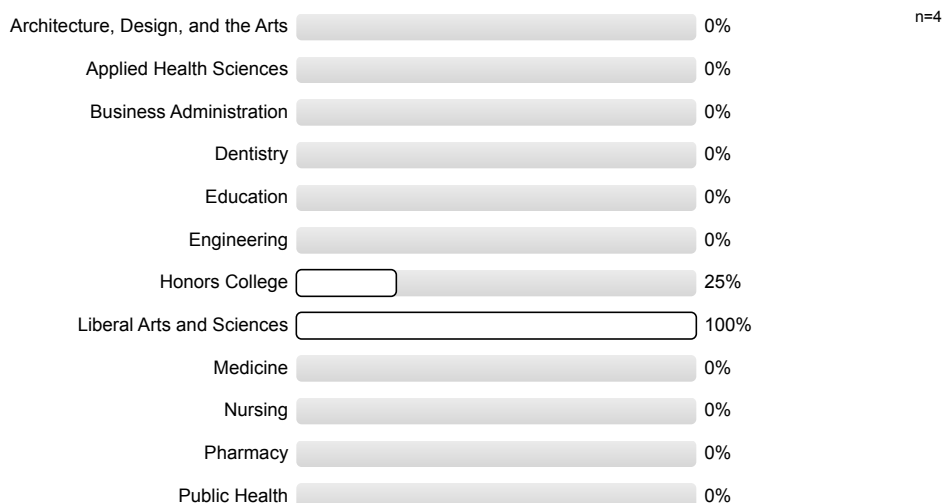 n=4
Architecture, Design, and the Arts 0%
Applied Health Sciences 0%
Business Administration 0%
Dentistry 0%
Education 0%
Engineering 0%
Honors College 25%
Liberal Arts and Sciences 100%
Medicine 0%
Nursing 0%
Pharmacy 0%
Public Health 0%